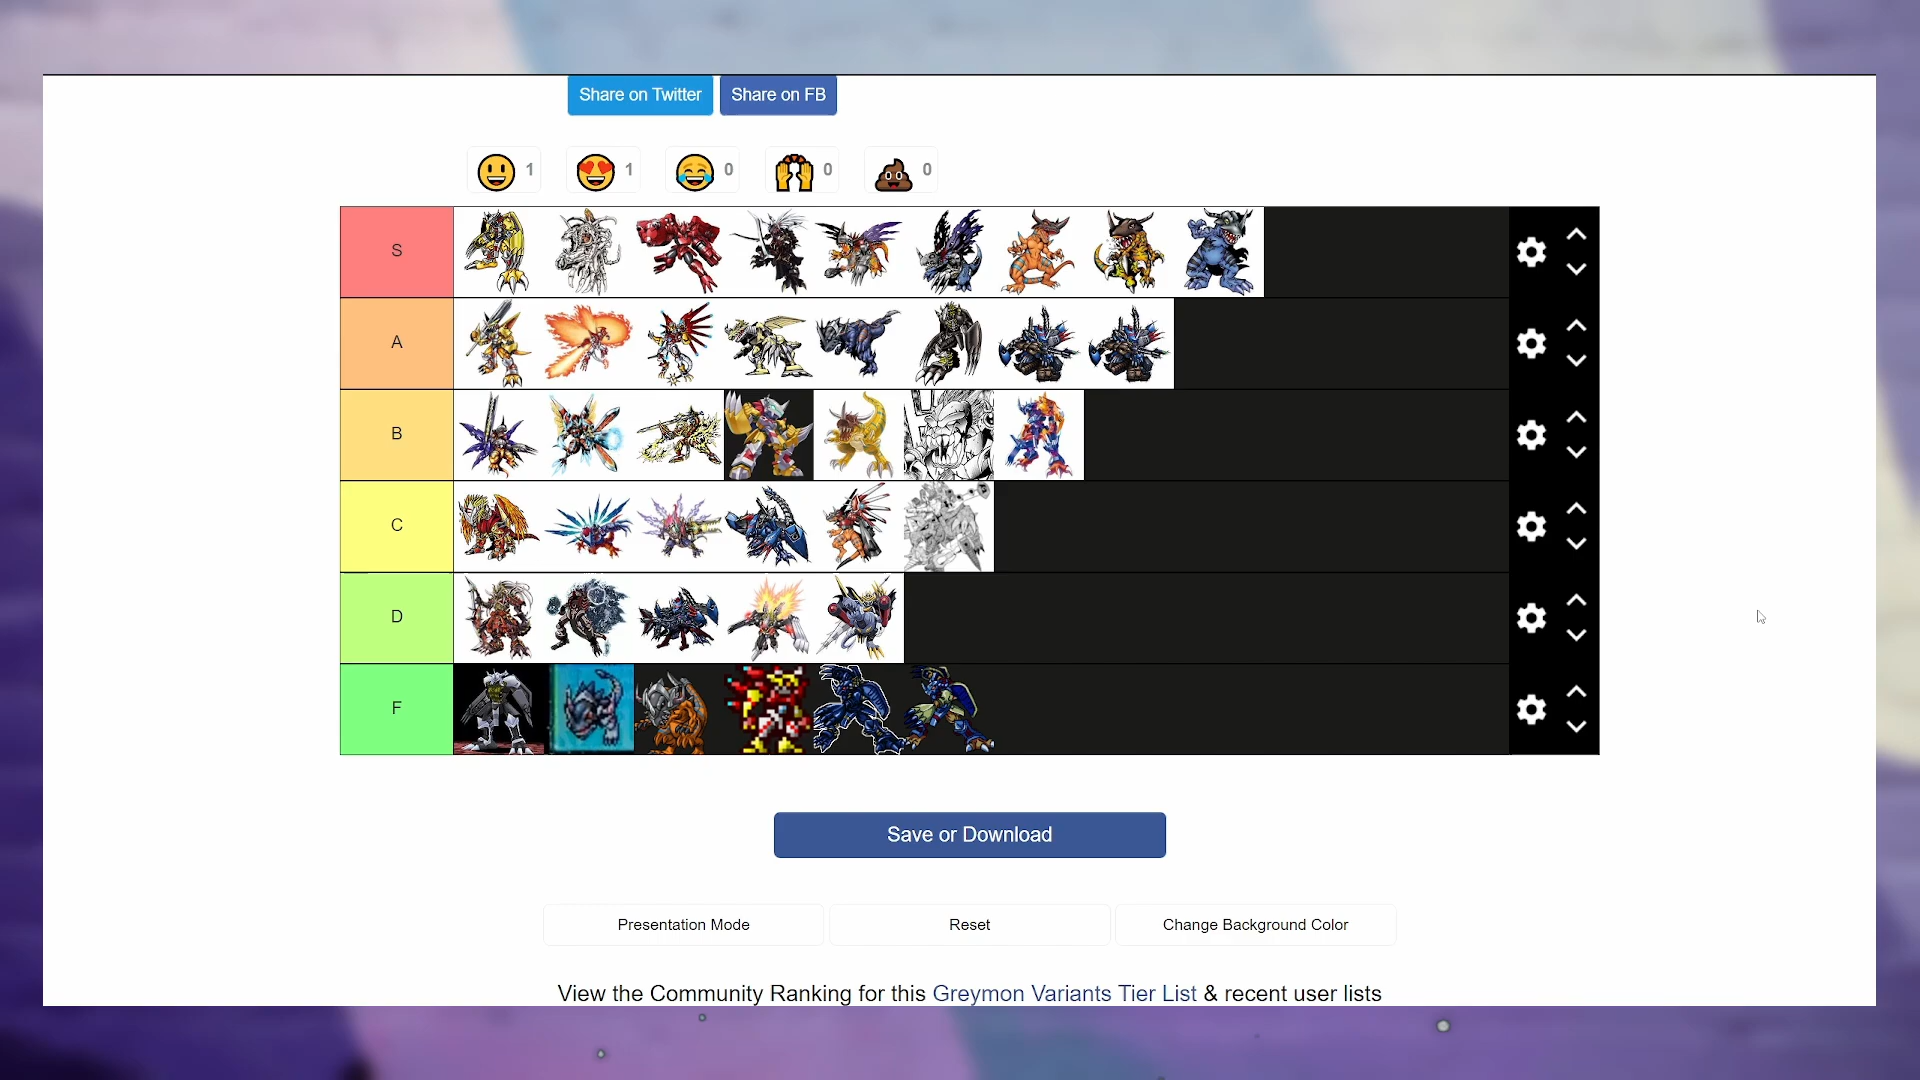 Share on Twitter
Share on FB
1
1
0
0
0
S
A
B
C
D
F
Save or Download
Presentation Mode
Reset
Change Background Color
View the Community Ranking for this Greymon Variants Tier List & recent user lists